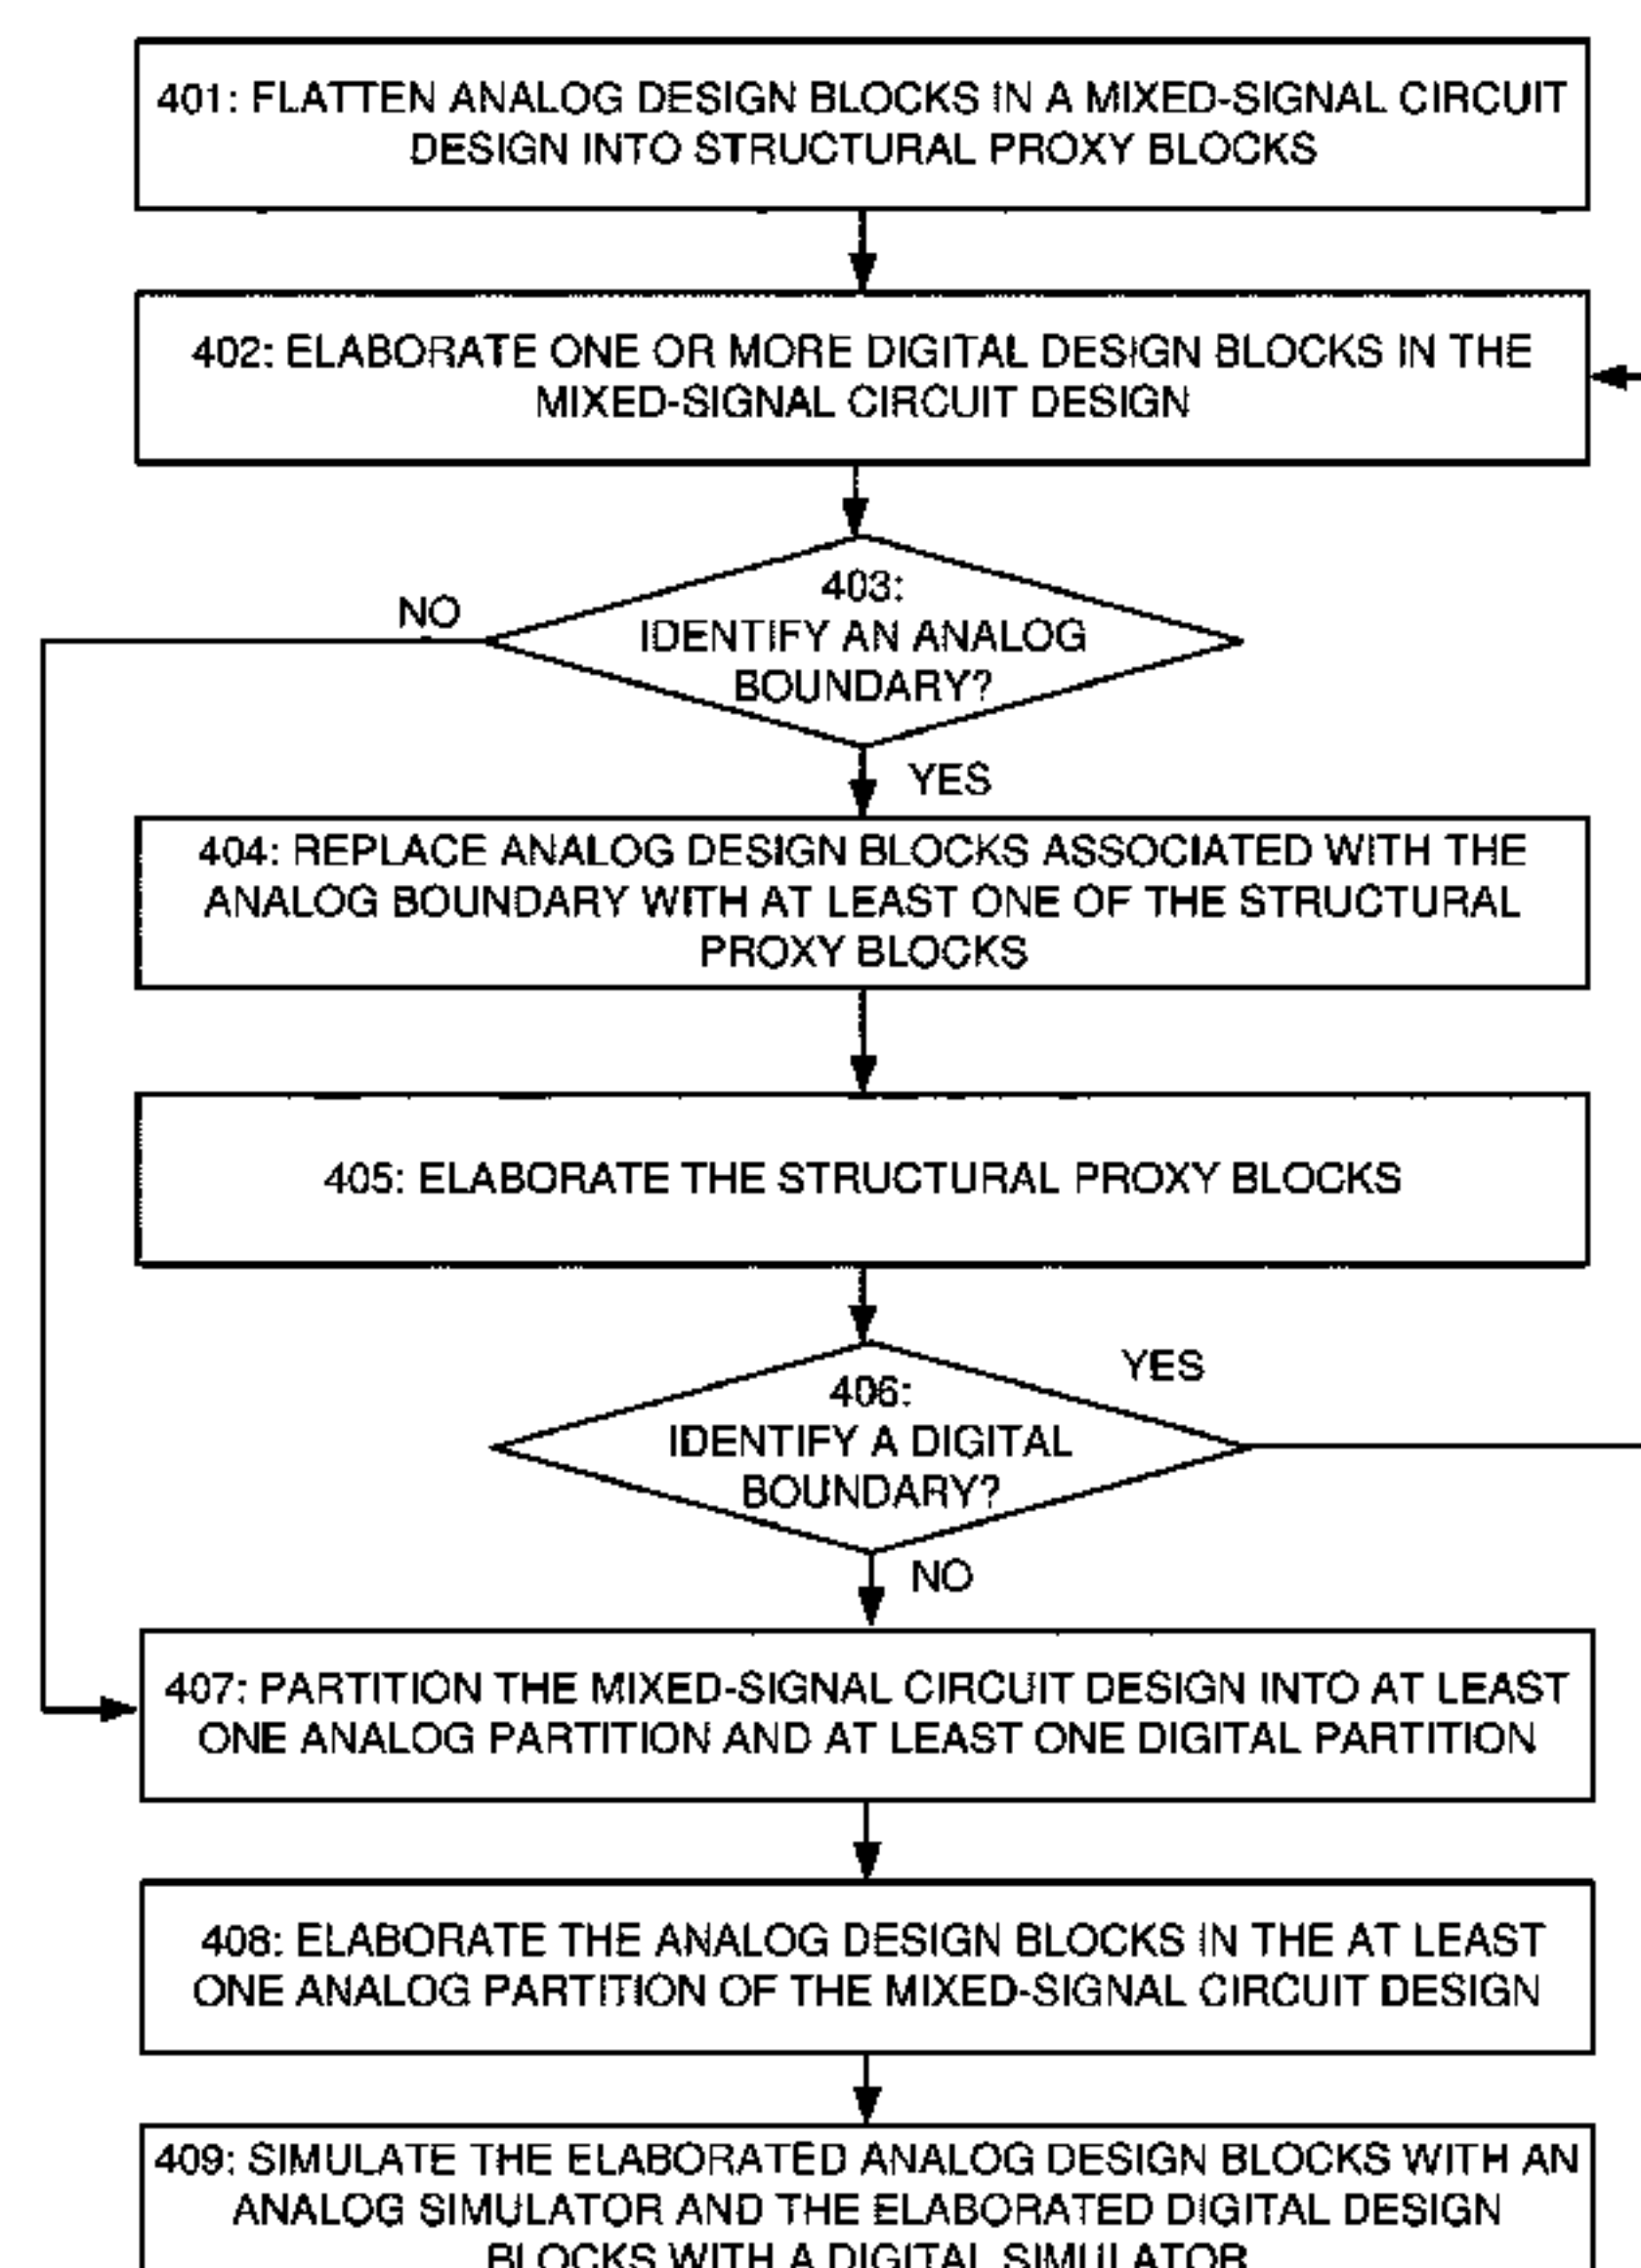 401: FLATTEN ANALOG DESIGN BLOCKS IN A MIXED-SIGNAL CIRCUIT
DESIGN INTO STRUCTURAL PROXY BLOCKS
402: ELABORATE ONE OR MORE DIGITAL DESIGN BLOCKS IN THE
MIXED-SIGNAL CIRCUIT DESIGN
403:
NO
IDENTIFY AN ANALOG
BOUNDARY?
YES
404: REPLACE ANALOG DESIGN BLOCKS ASSOCIATED WITH THE
ANALOG BOUNDARY WITH AT LEAST ONE OF THE STRUCTURAL
PROXY BLOCKS
405: ELABORATE THE STRUCTURAL PROXY BLOCKS
YES
406:
IDENTIFY A DIGITAL
BOUNDARY?
NO
407: PARTITION THE MIXED-SIGNAL CIRCUIT DESIGN INTO AT LEAST
ONE ANALOG PARTITION AND AT LEAST ONE DIGITAL PARTITION
408: ELABORATE THE ANALOG DESIGN BLOCKS IN THE AT LEAST
ONE ANALOG PARTITION OF THE MIXED-SIGNAL CIRCUIT DESIGN
409: SIMULATE THE ELABORATED ANALOG DESIGN BLOCKS WITH AN
ANALOG SIMULATOR AND THE ELABORATED DIGITAL DESIGN
BLOCKS WITH A DIGITAL SIMULATOR